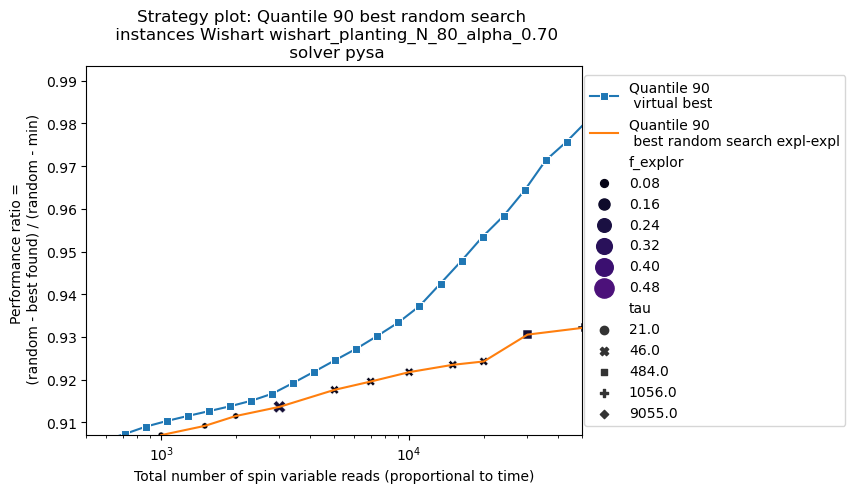 Strategy plot: Quantile 90 best random search
instances Wishart wishart_planting_N_80_alpha_0.70
solver pysa
Performance ratio =
(random - best found) / (random - min)
0.99
0.98
0.97
0.96
0.95
0.94
0.93
0.92
0.91
10^3
10^4
Total number of spin variable reads (proportional to time)
Quantile 90
virtual best
Quantile 90
best random search expl-expl
f_explor
0.08
0.16
0.24
0.32
0.40
0.48
tau
21.0
46.0
484.0
1056.0
9055.0